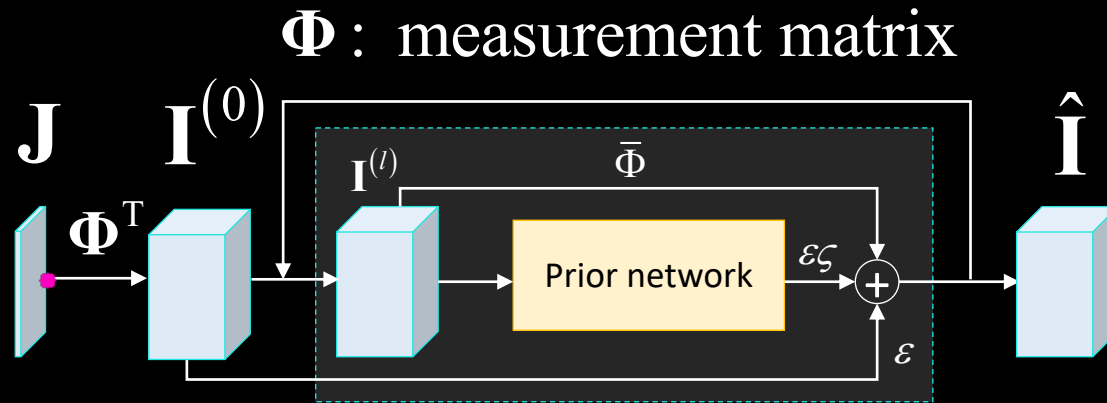 Φ : measurement matrix
J
I^(0)
Î
I^(l)
Φ̅
Φ^T
Prior network
ες
+
ε